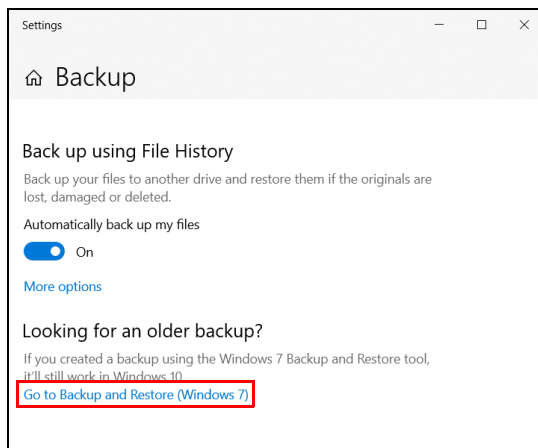 Settings
Backup
Back up using File History
Back up your files to another drive and restore them if the originals are
lost, damaged or deleted.
Automatically back up my files
On
More options
Looking for an older backup?
If you created a backup using the Windows 7 Backup and Restore tool,
it'll still work in Windows 10.
Go to Backup and Restore (Windows 7)